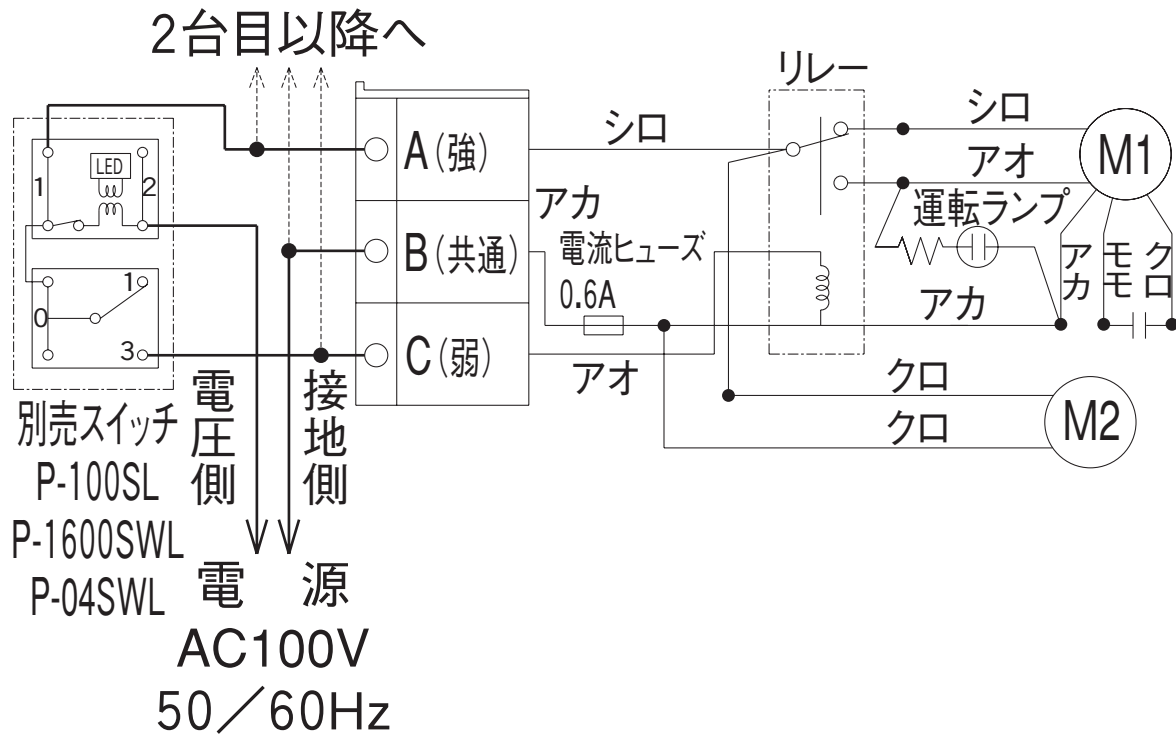 2台目以降へ
LED
1
2
1
0
3
別売スイッチ
P-100SL
P-1600SWL
P-04SWL
電圧側
接地側
電 源
AC100V
50／60Hz
A(強)
B(共通)
C(弱)
シロ
アカ
電流ヒューズ
0.6A
アオ
リレー
シロ
アオ
運転ランプ
アカ
M1
アカ
モモ
クロ
クロ
クロ
M2